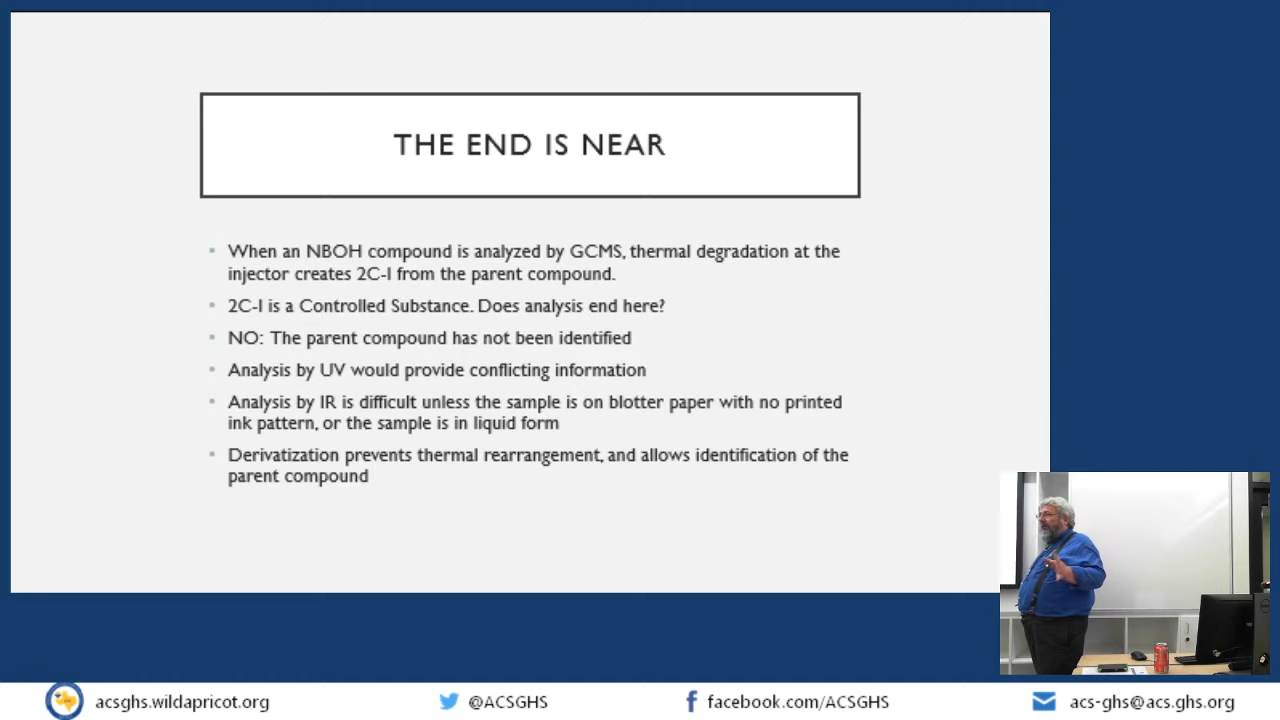 THE END IS NEAR
• When an NBOH compound is analyzed by GCMS, thermal degradation at the
injector creates 2C-I from the parent compound.
• 2C-I is a Controlled Substance. Does analysis end here?
• NO: The parent compound has not been identified
• Analysis by UV would provide conflicting information
• Analysis by IR is difficult unless the sample is on blotter paper with no printed
ink pattern, or the sample is in liquid form
• Derivatization prevents thermal rearrangement, and allows identification of the
parent compound
acsghs.wildapricot.org
@ACSGHS
facebook.com/ACSGHS
acs-ghs@acs.ghs.org